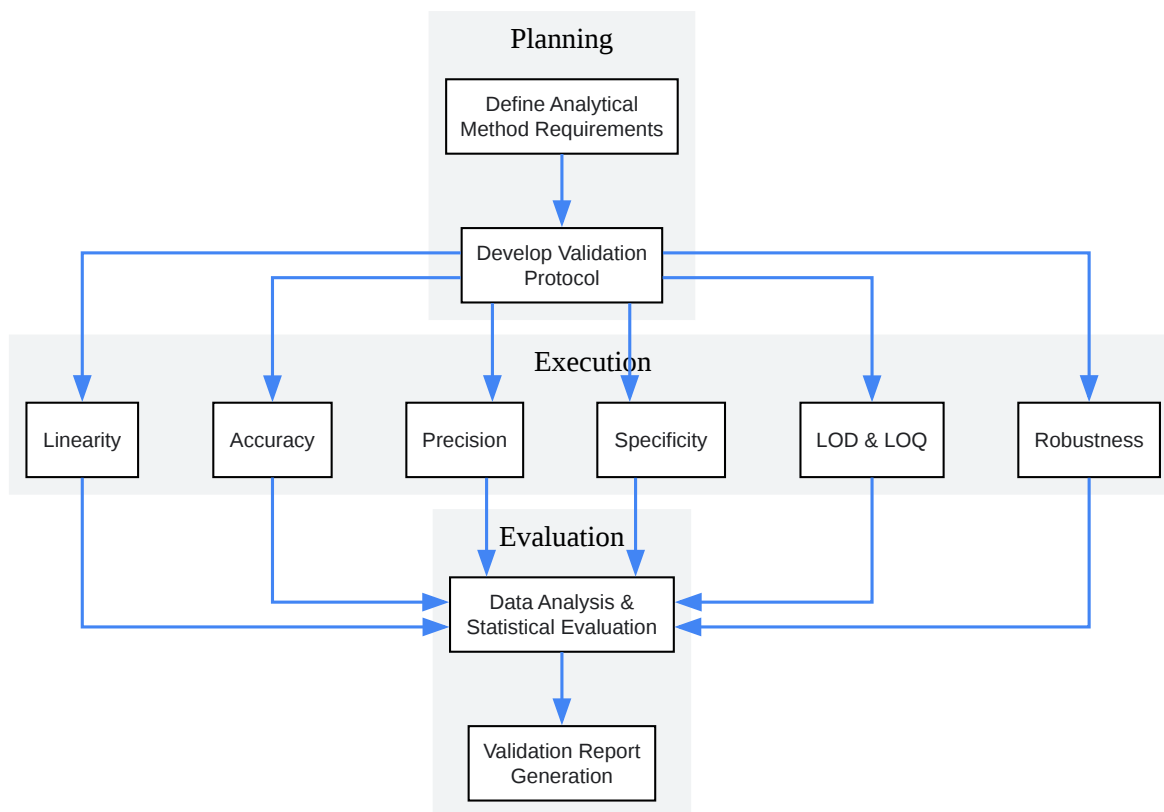 Planning
Define Analytical
Method Requirements
Develop Validation
Protocol
Execution
Linearity
Accuracy
Precision
Specificity
LOD & LOQ
Robustness
Evaluation
Data Analysis &
Statistical Evaluation
Validation Report
Generation